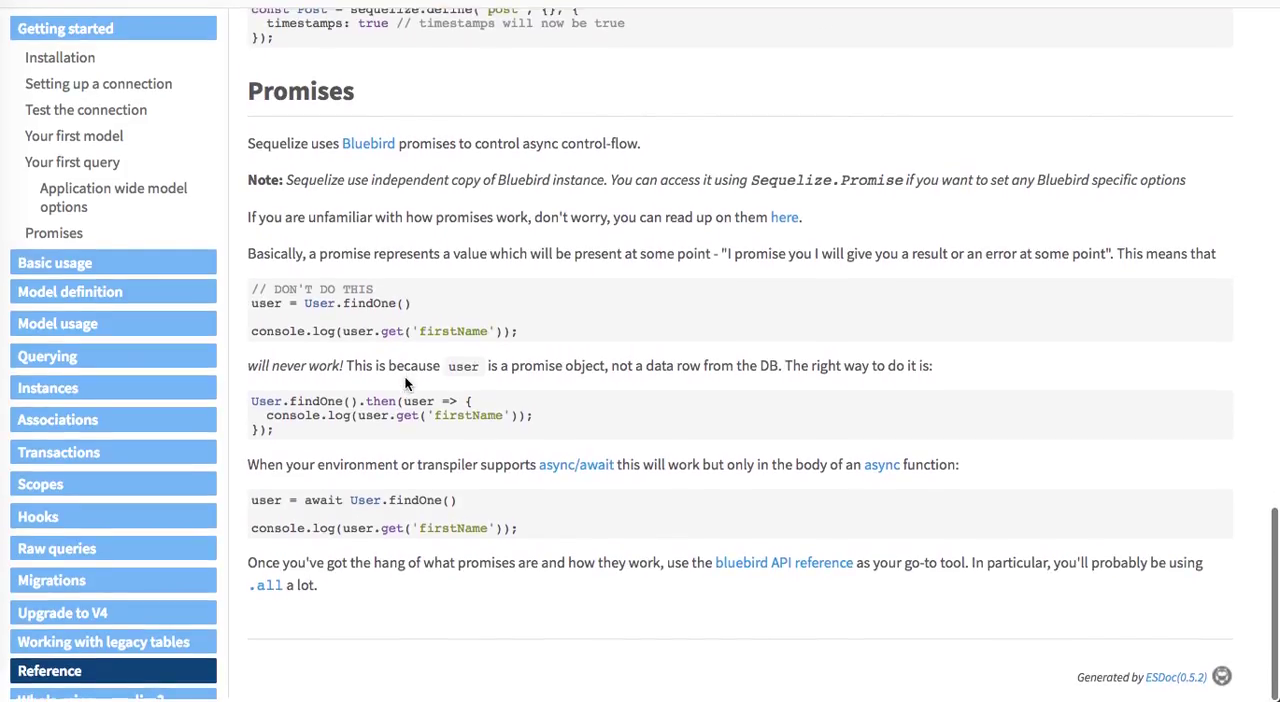 Getting started
Installation
Setting up a connection
Test the connection
Your first model
Your first query
Application wide model
options
Promises
Basic usage
Model definition
Model usage
Querying
Instances
Associations
Transactions
Scopes
Hooks
Raw queries
Migrations
Upgrade to V4
Working with legacy tables
Reference
const Post = sequelize.define('post', {}, {
  timestamps: true // timestamps will now be true
});
Promises
Sequelize uses Bluebird promises to control async control-flow.
Note: Sequelize use independent copy of Bluebird instance. You can access it using Sequelize.Promise if you want to set any Bluebird specific options
If you are unfamiliar with how promises work, don't worry, you can read up on them here.
Basically, a promise represents a value which will be present at some point - "I promise you I will give you a result or an error at some point". This means that
// DON'T DO THIS
user = User.findOne()
console.log(user.get('firstName'));
will never work! This is because user is a promise object, not a data row from the DB. The right way to do it is:
User.findOne().then(user => {
  console.log(user.get('firstName'));
});
When your environment or transpiler supports async/await this will work but only in the body of an async function:
user = await User.findOne()
console.log(user.get('firstName'));
Once you've got the hang of what promises are and how they work, use the bluebird API reference as your go-to tool. In particular, you'll probably be using
.all a lot.
Generated by ESDoc(0.5.2)